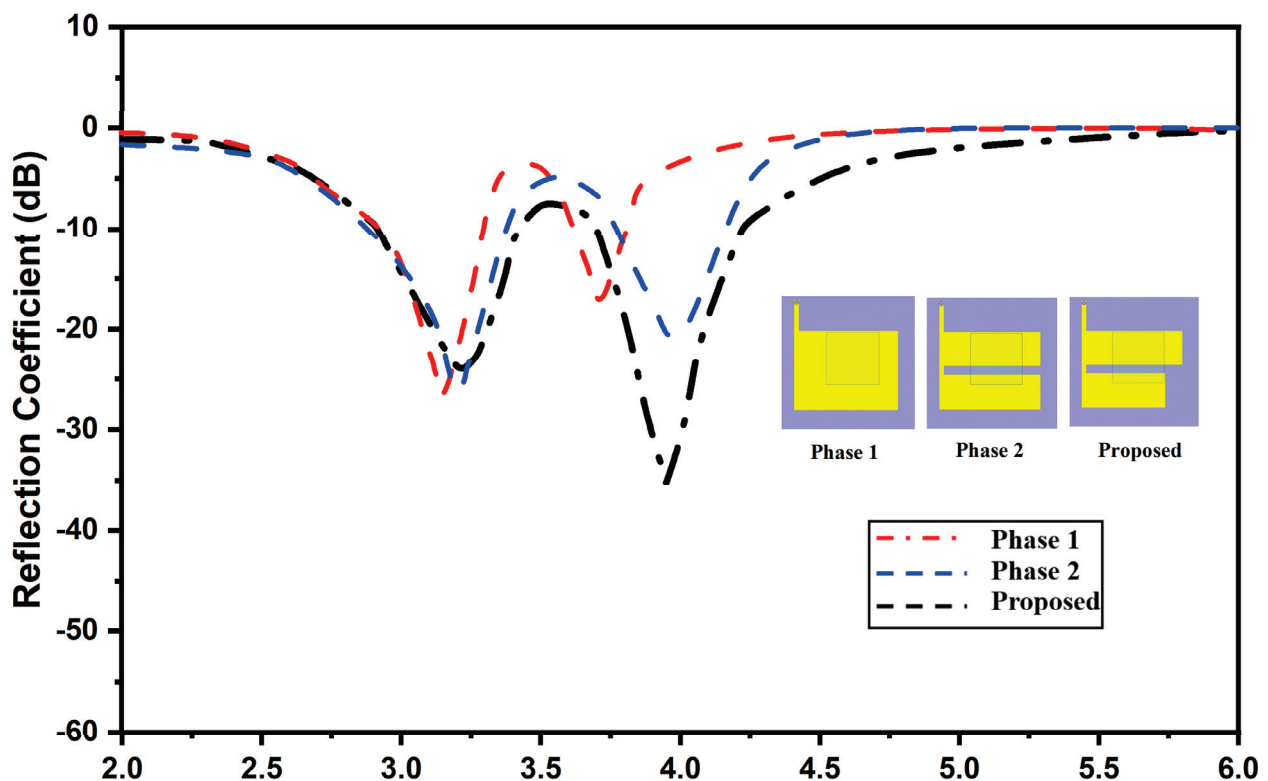 10
0
-10
-20
-30
-40
-50
-60
Reflection Coefficient (dB)
Phase 1 Phase 2 Proposed
Phase 1
Phase 2
Proposed
2.0 2.5 3.0 3.5 4.0 4.5 5.0 5.5 6.0